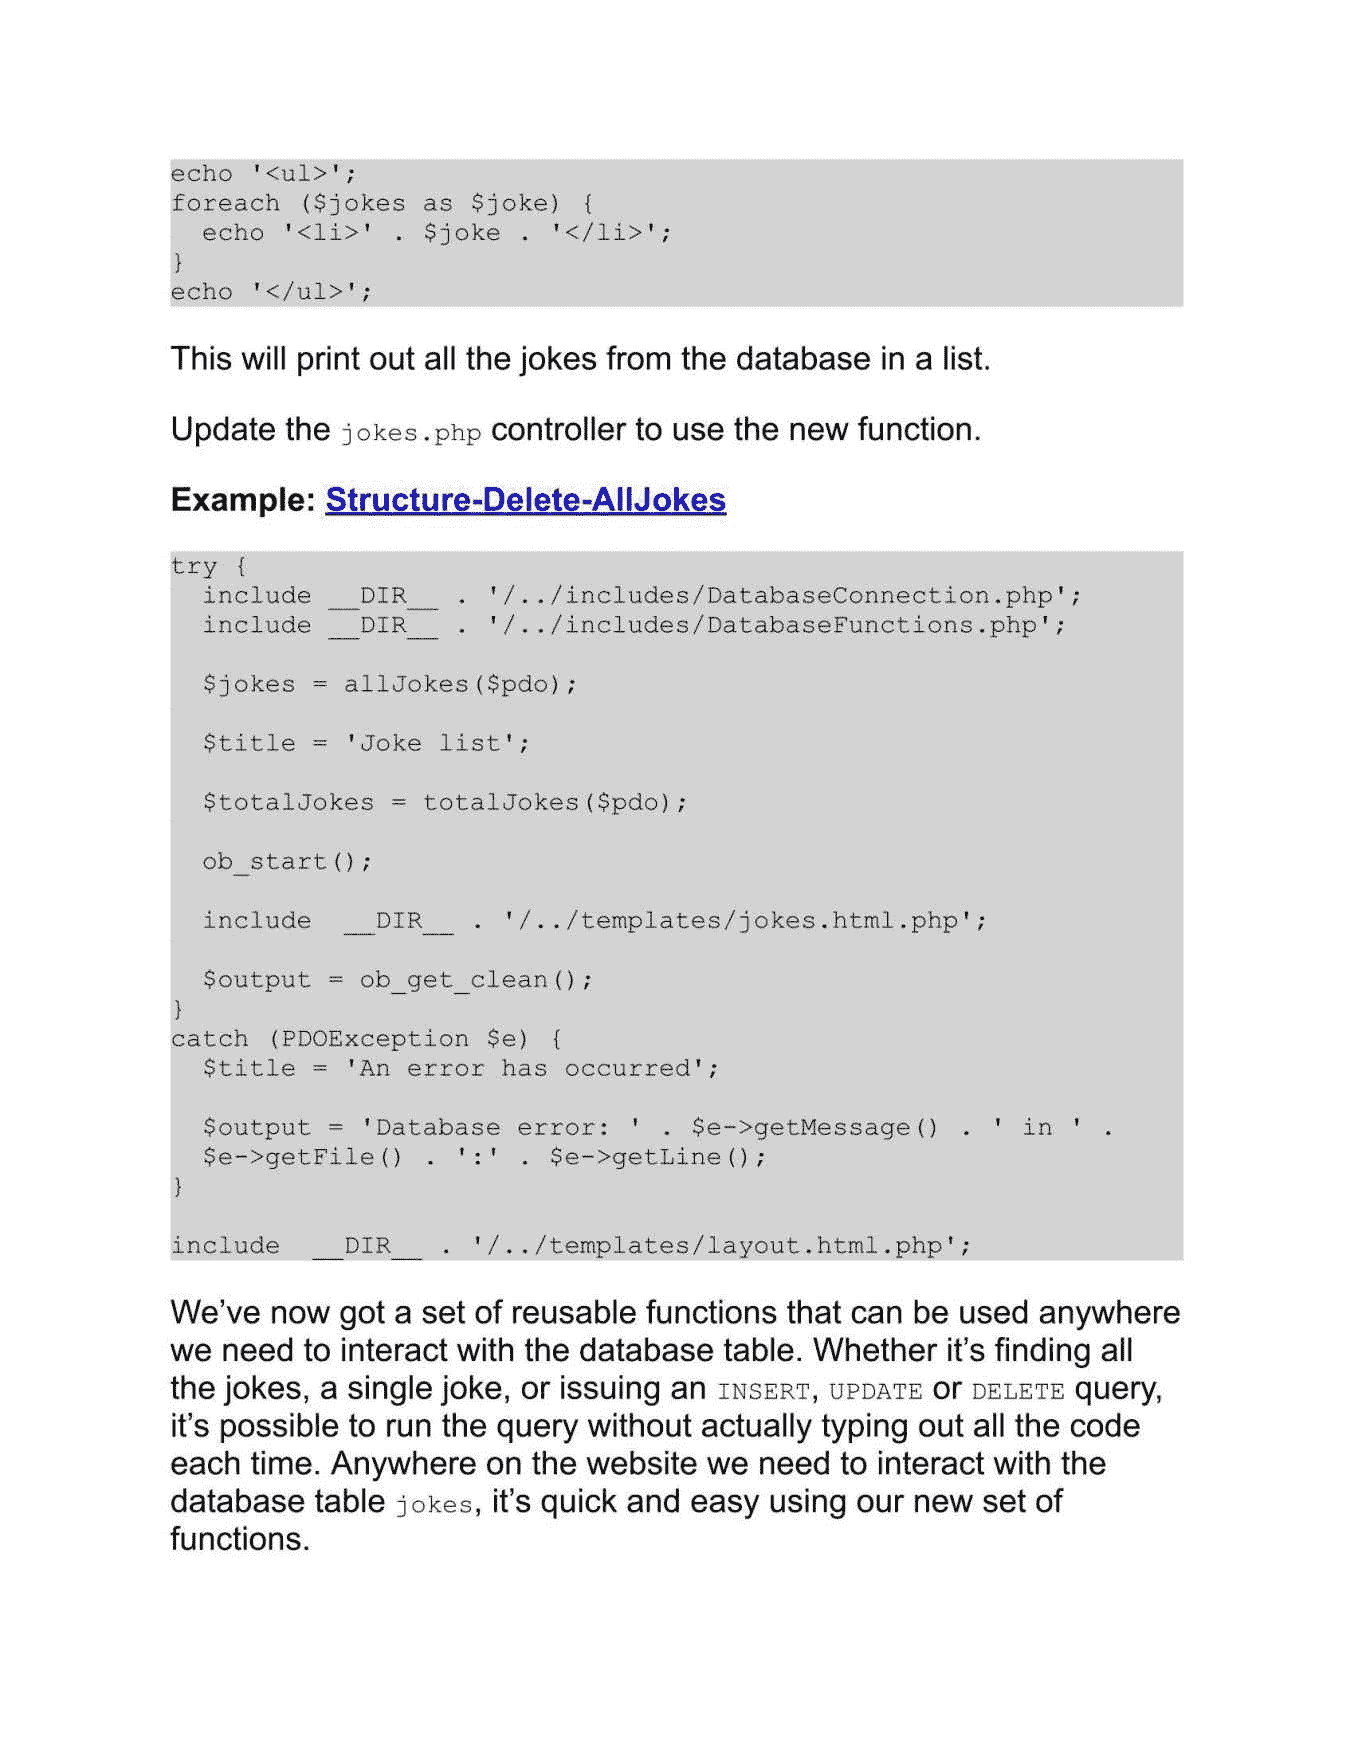 echo '<ul>';
foreach ($jokes as $joke) {
  echo '<li>' . $joke . '</li>';
}
echo '</ul>';
This will print out all the jokes from the database in a list.
Update the jokes.php controller to use the new function.
Example: Structure-Delete-AllJokes
try {
  include __DIR__ . '/../includes/DatabaseConnection.php';
  include __DIR__ . '/../includes/DatabaseFunctions.php';
  $jokes = allJokes($pdo);
  $title = 'Joke list';
  $totalJokes = totalJokes($pdo);
  ob_start();
  include  __DIR__ . '/../templates/jokes.html.php';
  $output = ob_get_clean();
}
catch (PDOException $e) {
  $title = 'An error has occurred';
  $output = 'Database error: ' . $e->getMessage() . ' in ' .
  $e->getFile() . ':' . $e->getLine();
}
include  __DIR__ . '/../templates/layout.html.php';
We’ve now got a set of reusable functions that can be used anywhere
we need to interact with the database table. Whether it’s finding all
the jokes, a single joke, or issuing an INSERT, UPDATE or DELETE query,
it’s possible to run the query without actually typing out all the code
each time. Anywhere on the website we need to interact with the
database table jokes, it’s quick and easy using our new set of
functions.